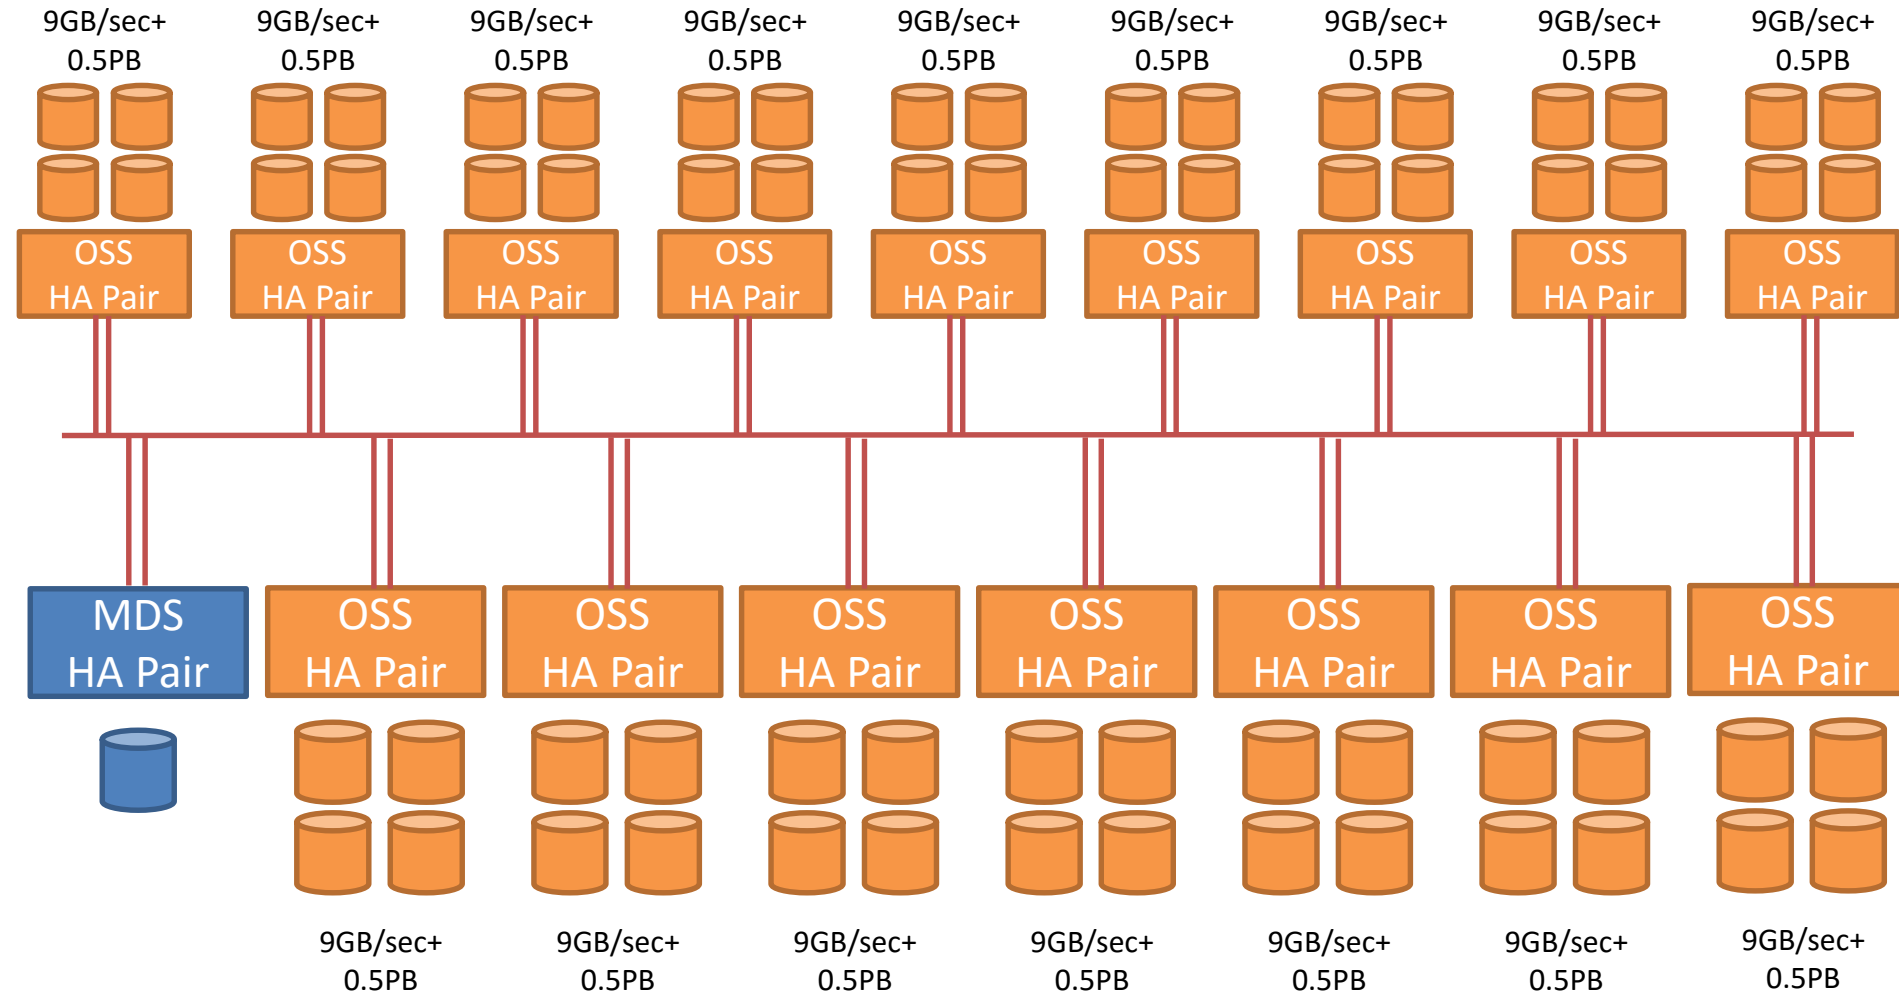 9GB/sec+ 9GB/sec+ 9GB/sec+ 9GB/sec+ 9GB/sec+ 9GB/sec+ 9GB/sec+ 9GB/sec+ 9GB/sec+
0.5PB 0.5PB 0.5PB 0.5PB 0.5PB 0.5PB 0.5PB 0.5PB 0.5PB
OSS OSS OSS OSS OSS OSS OSS OSS OSS
HA Pair HA Pair HA Pair HA Pair HA Pair HA Pair HA Pair HA Pair HA Pair
MDS OSS OSS OSS OSS OSS OSS OSS
HA Pair HA Pair HA Pair HA Pair HA Pair HA Pair HA Pair HA Pair
9GB/sec+ 9GB/sec+ 9GB/sec+ 9GB/sec+ 9GB/sec+ 9GB/sec+ 9GB/sec+
0.5PB 0.5PB 0.5PB 0.5PB 0.5PB 0.5PB 0.5PB